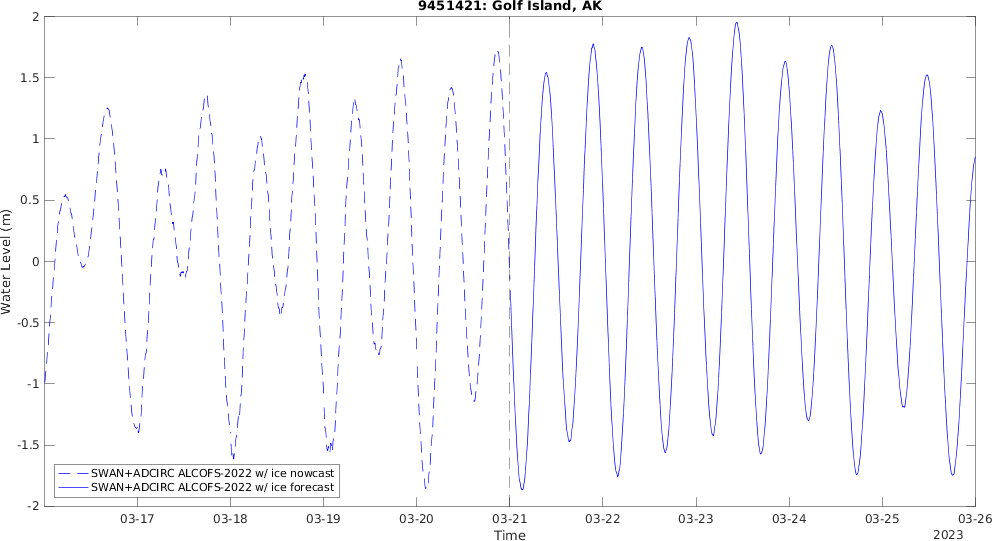 9451421: Golf Island, AK
2
1.5
1
0.5
0
-0.5
-1
-1.5
-2
Water Level (m)
SWAN+ADCIRC ALCOFS-2022 w/ ice nowcast
SWAN+ADCIRC ALCOFS-2022 w/ ice forecast
03-17 03-18 03-19 03-20 03-21 03-22 03-23 03-24 03-25 03-26
Time
2023